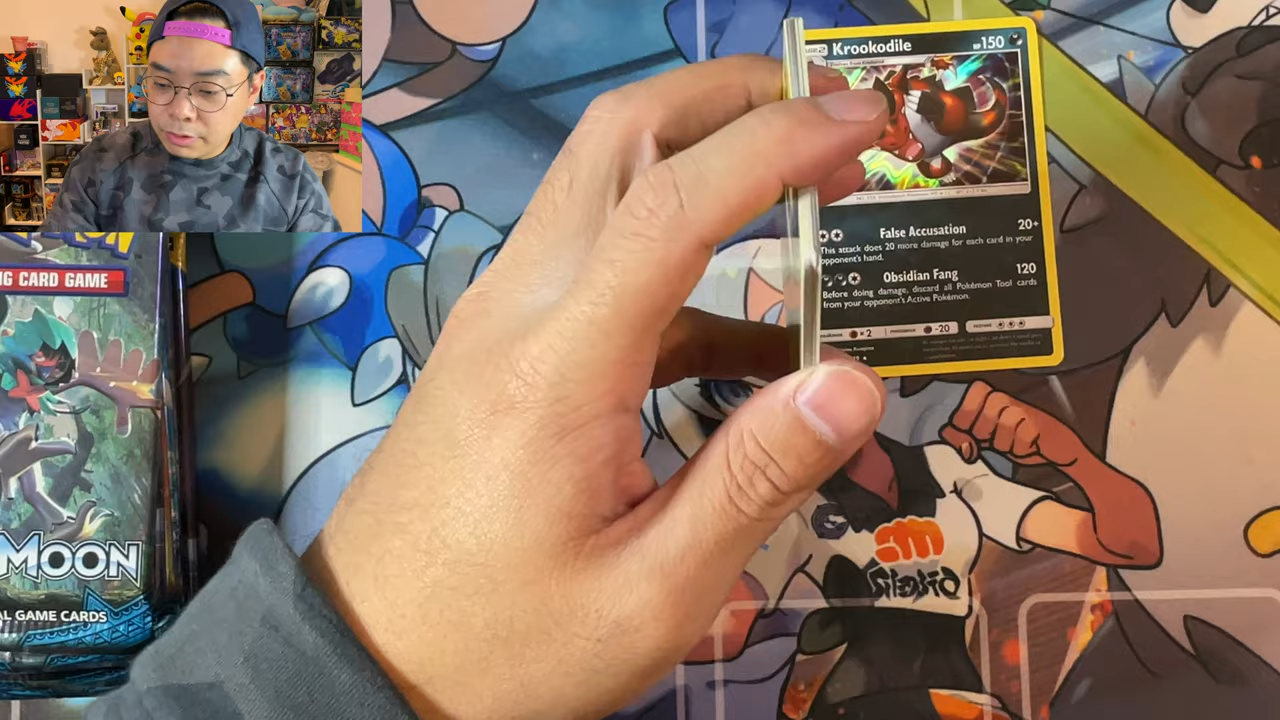 NG CARD GAME
MOON
AL GAME CARDS
Krookodile
150
False Accusation 20+
This attack does 20 more damage for each card in your
opponent's hand.
Obsidian Fang 120
Before doing damage, discard all Pokémon Tool cards
from your opponent's Active Pokémon.
×2
-20